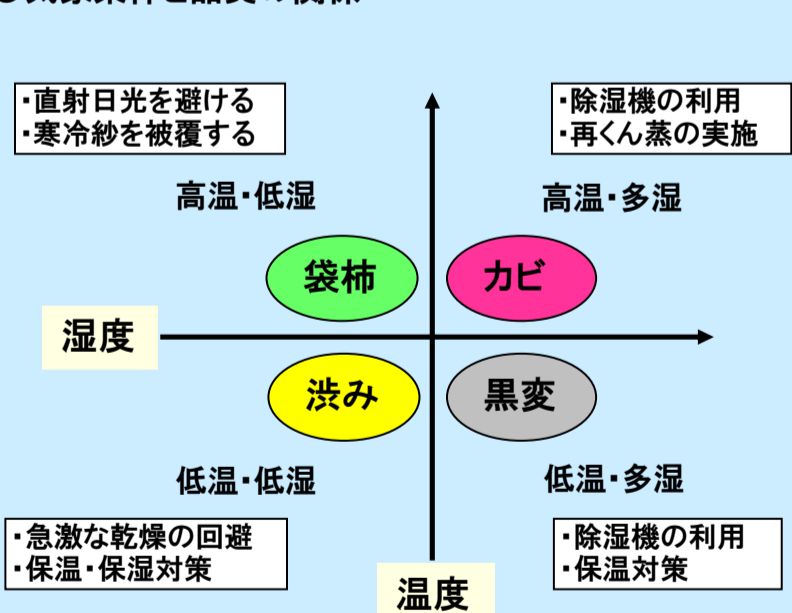 ・直射日光を避ける
・寒冷紗を被覆する
・除湿機の利用
・再くん蒸の実施
高温・低湿
高温・多湿
袋柿
カビ
湿度
渋み
黒変
低温・低湿
低温・多湿
・急激な乾燥の回避
・保温・保湿対策
・除湿機の利用
・保温対策
温度